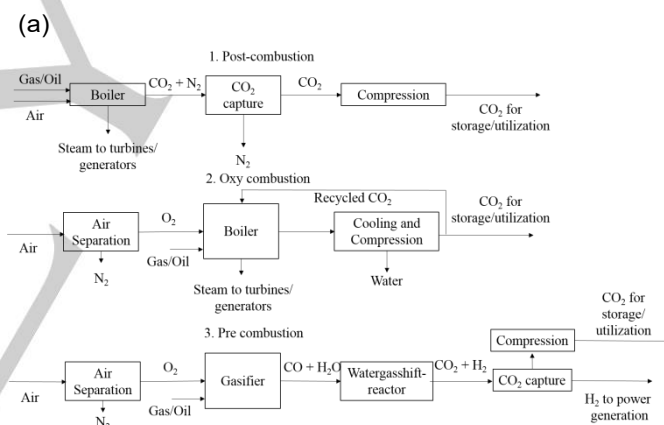 (a)
1. Post-combustion
Gas/Oil
Air
Boiler
CO₂ + N₂
CO₂
capture
CO₂
Compression
CO₂ for
storage/utilization
Steam to turbines/
generators
N₂
2. Oxy combustion
Recycled CO₂
Air
Air
Separation
O₂
Gas/Oil
Boiler
Cooling and
Compression
CO₂ for
storage/utilization
N₂
Steam to turbines/
generators
Water
3. Pre combustion
Air
Air
Separation
O₂
Gas/Oil
Gasifier
CO + H₂O
Watergasshift-
reactor
CO₂ + H₂
Compression
CO₂ capture
CO₂ for
storage/
utilization
H₂ to power
generation
N₂